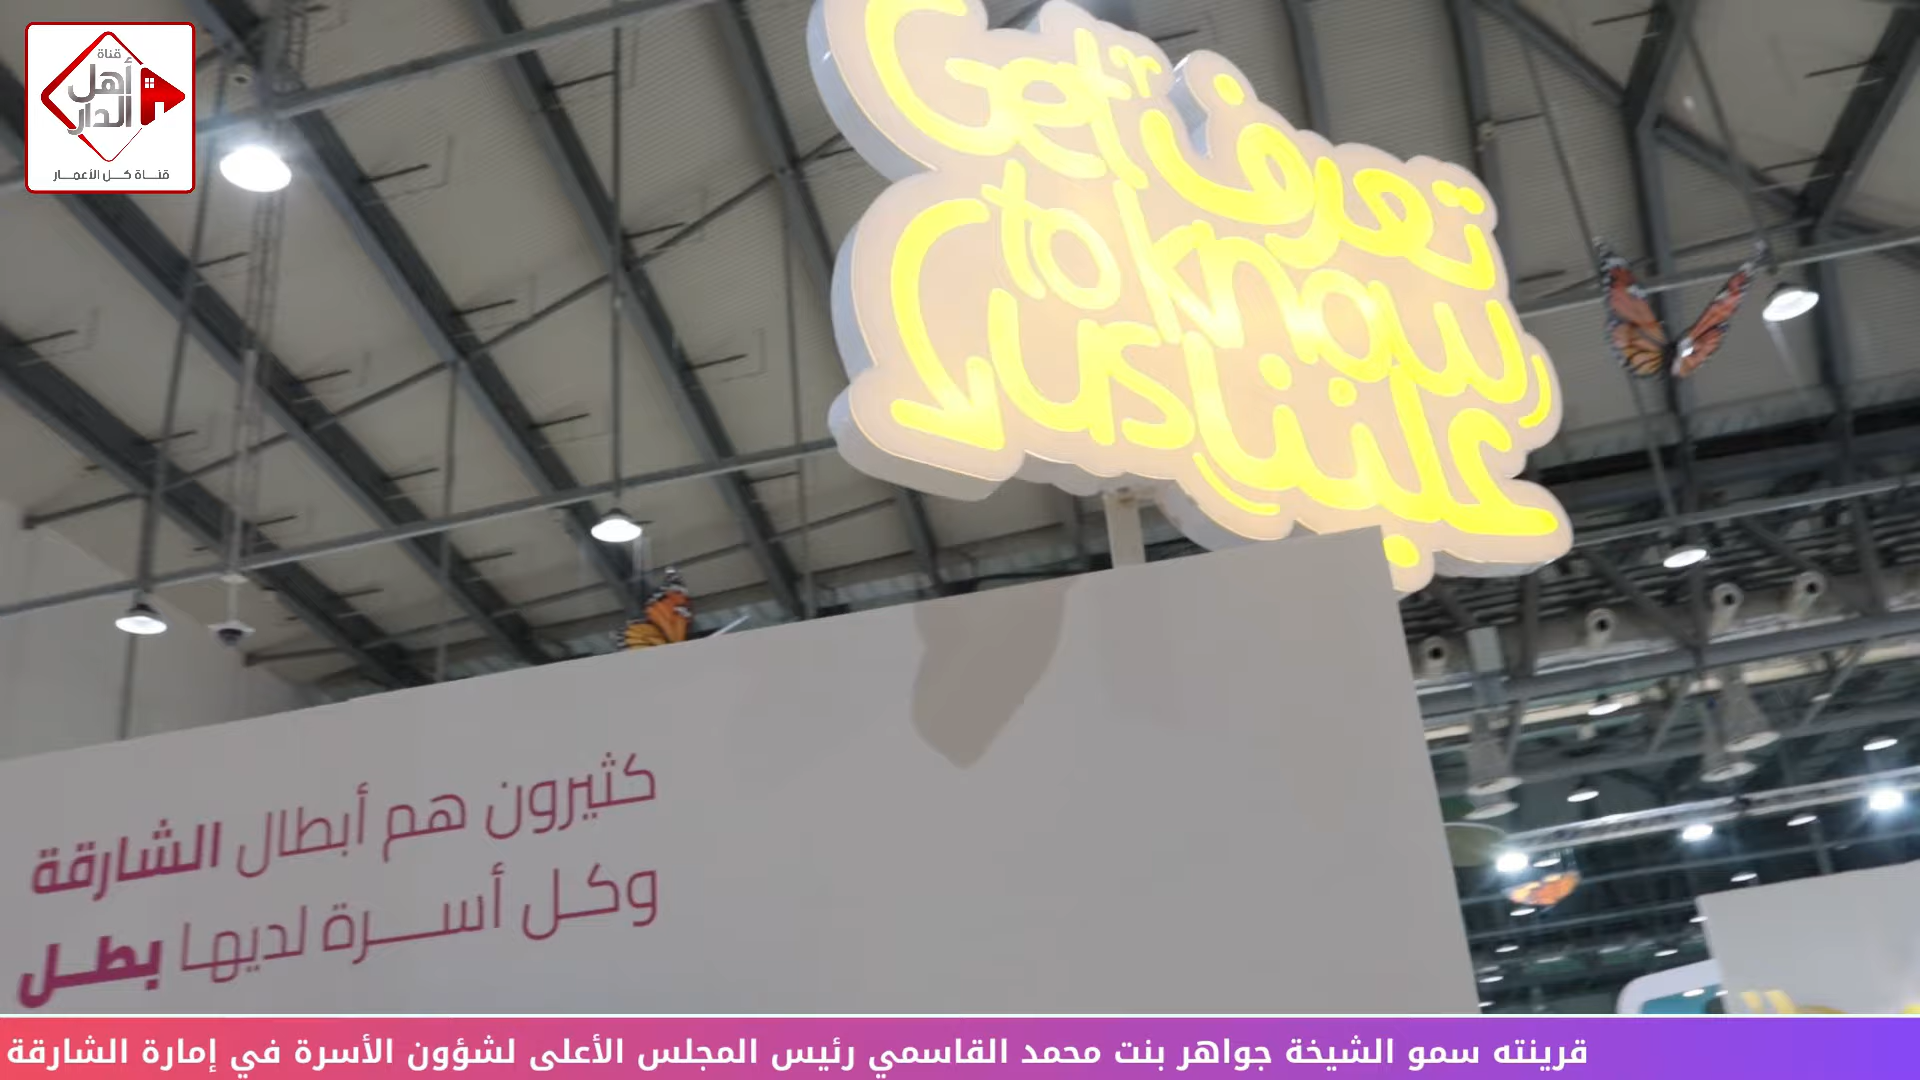 قناة
أهل
الدار
قناة كل الأعمار
Get
to know
us
تعرف
علينا
كثيرون هم أبطال الشارقة
وكل أسرة لديها بطل
قرينته سمو الشيخة جواهر بنت محمد القاسمي رئيس المجلس الأعلى لشؤون الأسرة في إمارة الشارقة